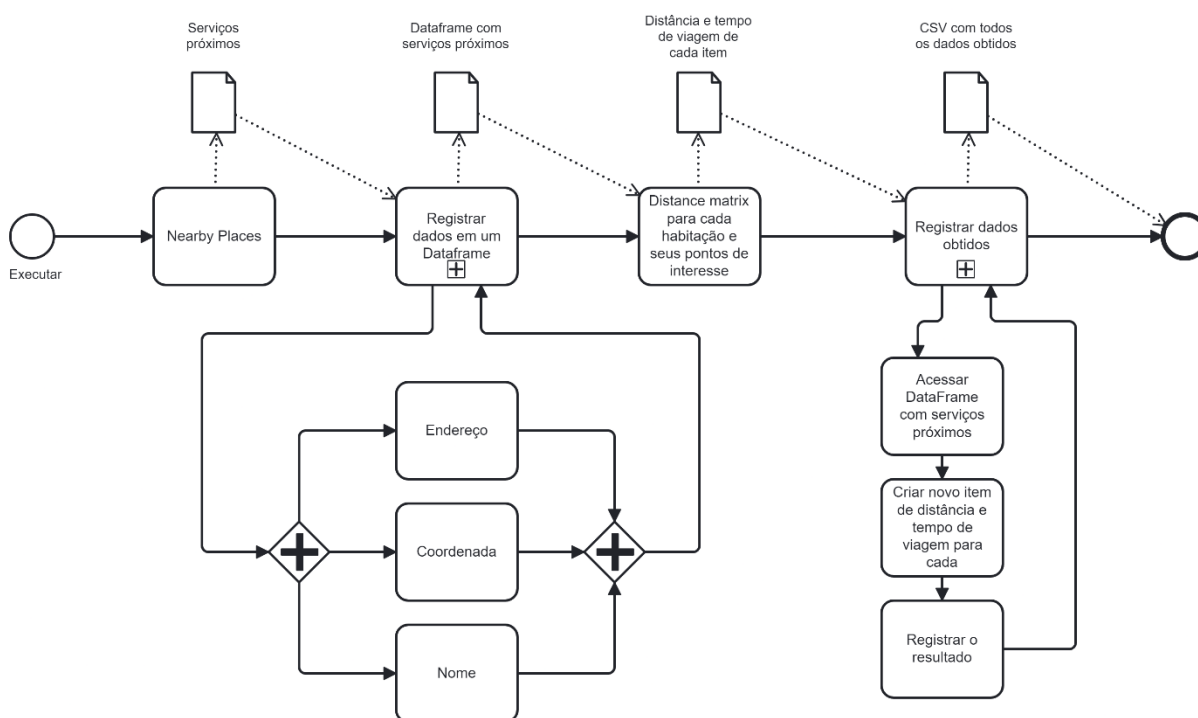 Serviços
próximos
Dataframe com
serviços próximos
Distância e tempo
de viagem de
cada item
CSV com todos
os dados obtidos
Executar
Nearby Places
Registrar
dados em um
Dataframe
Distance matrix
para cada
habitação e
seus pontos de
interesse
Registrar dados
obtidos
Endereço
Coordenada
Nome
Acessar
DataFrame
com serviços
próximos
Criar novo item
de distância e
tempo de
viagem para
cada
Registrar o
resultado